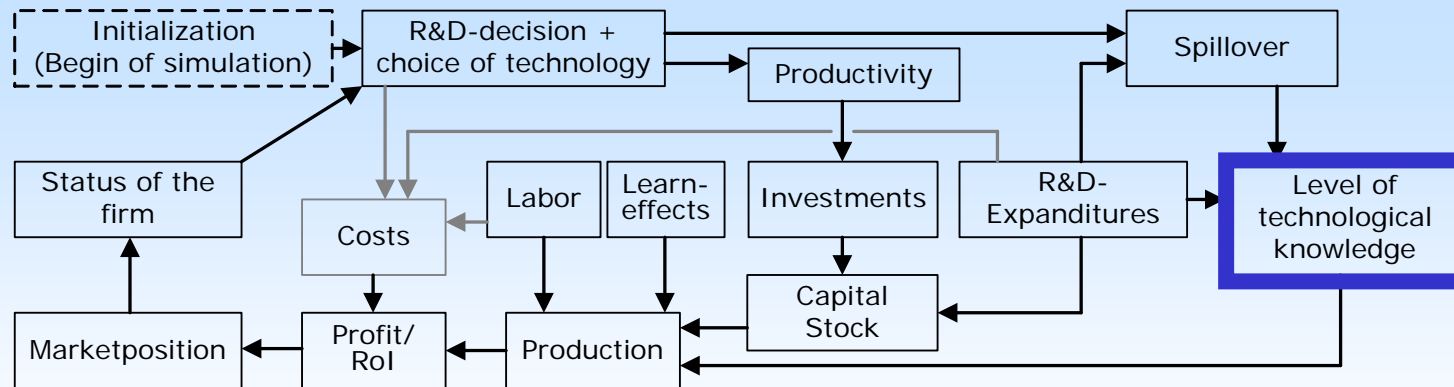 Initialization
(Begin of simulation)
R&D-decision +
choice of technology
Spillover
Productivity
Status of the
firm
Labor
Learn-
effects
Investments
R&D-
Expanditures
Level of
technological
knowledge
Costs
Capital
Stock
Marketposition
Profit/
RoI
Production